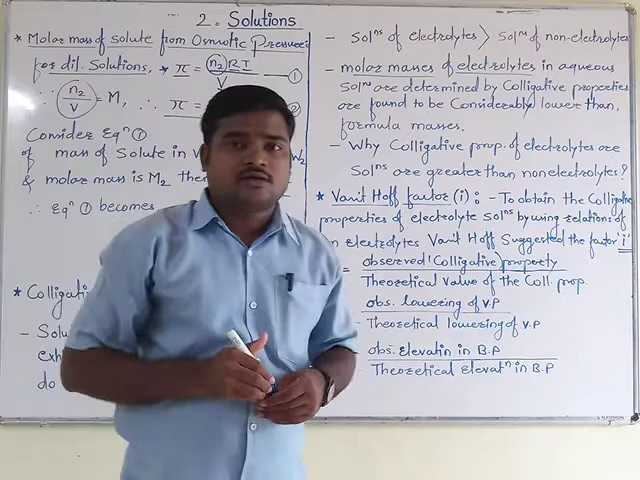 2. Solutions
* Molar mass of solute from Osmotic Pressure:
for dil. Solutions, * π = n₂RT —①
V
∵ n₂/V = M, ∴ π =
Consider Eqⁿ ①
of mass of Solute in V W₂
& molar mass is M₂ the
∴ Eqⁿ ① becomes
* Colligati
- Solu
exh
do
- Solⁿˢ of electrolytes > Solⁿˢ of non-electrolytes
- molar masses of electrolytes in aqueous
Solⁿ are determined by Colligative properties
are found to be Considerably lower than,
formula masses.
- Why Colligative prop. of electrolytes are
Solⁿˢ are greater than nonelectrolytes?
* Van't Hoff factor (i) : - To obtain the Colligative
properties of electrolyte Solⁿˢ by using relations of
n electrolytes Van't Hoff Suggested the factor 'i'
= observed (Colligative) property
Theoretical value of the Coll. prop.
obs. lowering of V.P
- Theoretical lowering of V.P
obs. Elevatin in B.P
Theoretical Elevatⁿ in B.P